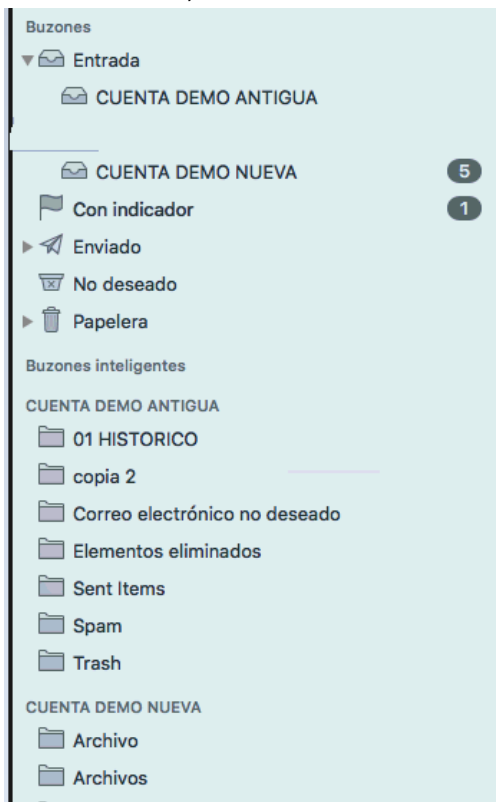 Buzones
Entrada
CUENTA DEMO ANTIGUA
CUENTA DEMO NUEVA 5
Con indicador 1
Enviado
No deseado
Papelera
Buzones inteligentes
CUENTA DEMO ANTIGUA
01 HISTORICO
copia 2
Correo electrónico no deseado
Elementos eliminados
Sent Items
Spam
Trash
CUENTA DEMO NUEVA
Archivo
Archivos